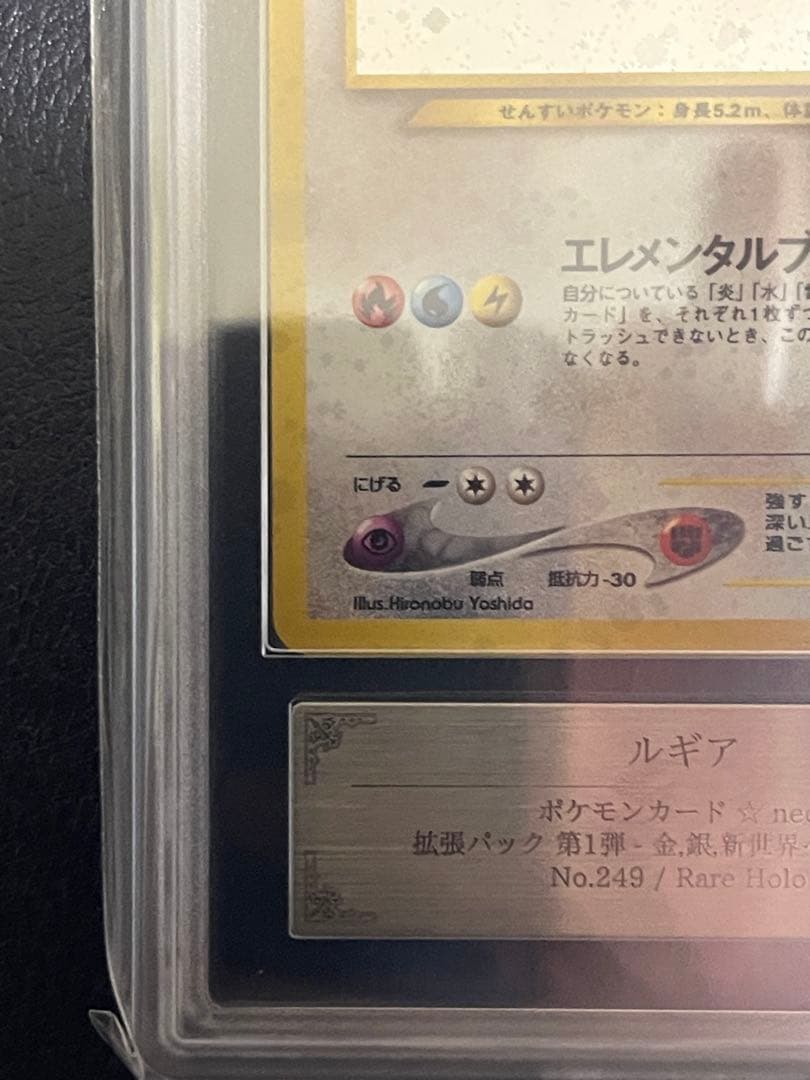 せんすいポケモン：身長5.2m、体
エレメンタルブ
自分についている「炎」「水」「
カード」を、それぞれ1枚ずつ
トラッシュできないとき、この
なくなる。
にげる
強す
深い
過ご
弱点 抵抗力-30
Illus. Hironobu Yoshida
ルギア
ポケモンカード ☆ neo
拡張パック 第1弾 - 金,銀,新世界
No.249 / Rare Holo